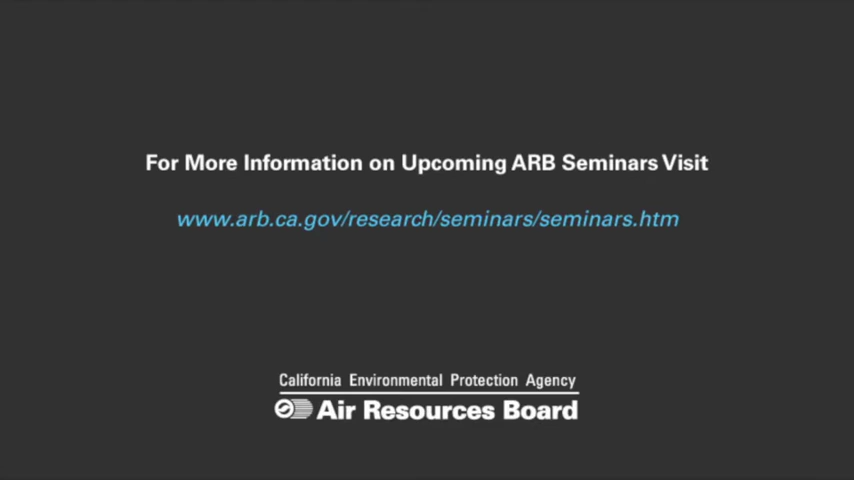 For More Information on Upcoming ARB Seminars Visit
www.arb.ca.gov/research/seminars/seminars.htm
California Environmental Protection Agency
Air Resources Board